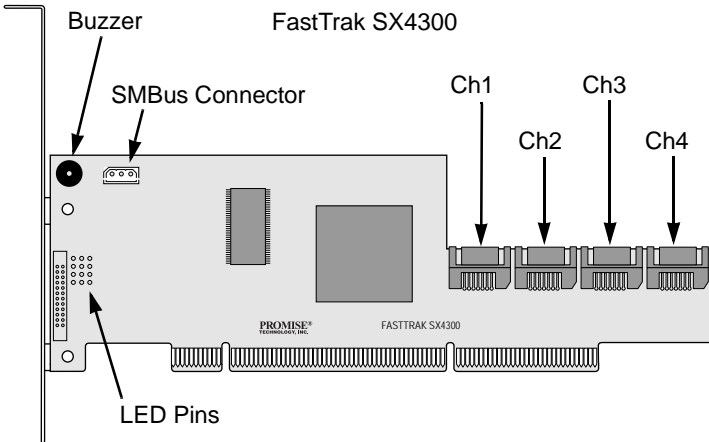 Buzzer
FastTrak SX4300
SMBus Connector
Ch1
Ch3
Ch2
Ch4
PROMISE®
TECHNOLOGY, INC.
FASTTRAK SX4300
LED Pins